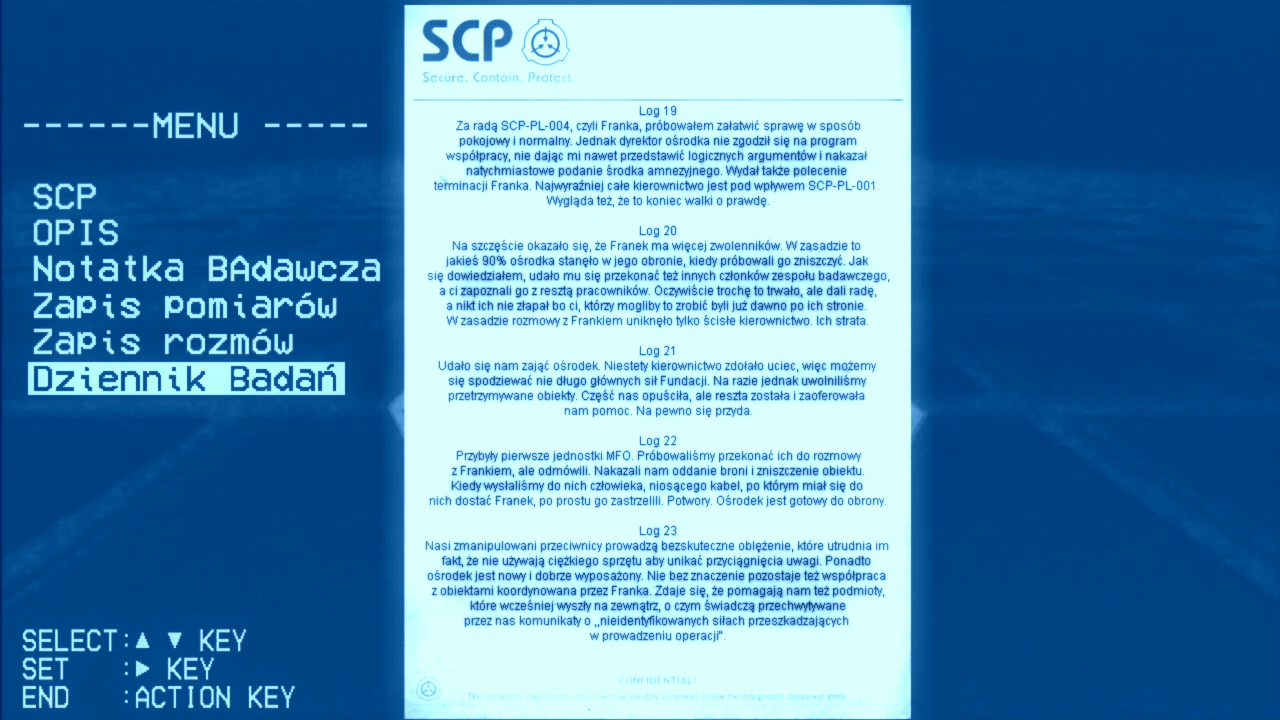 ------MENU -----
SCP
OPIS
Notatka BAdawcza
Zapis pomiarów
Zapis rozmów
Dziennik Badań
SELECT:▲ ▼ KEY
SET :► KEY
END :ACTION KEY
SCP
Secure. Contain. Protect.
Log 19
Za radą SCP-PL-004, czyli Franka, próbowałem załatwić sprawę w sposób
pokojowy i normalny. Jednak dyrektor ośrodka nie zgodził się na program
współpracy, nie dając mi nawet przedstawić logicznych argumentów i nakazał
natychmiastowe podanie środka amnezyjnego. Wydał także polecenie
terminacji Franka. Najwyraźniej całe kierownictwo jest pod wpływem SCP-PL-001.
Wygląda też, że to koniec walki o prawdę.
Log 20
Na szczęście okazało się, że Franek ma więcej zwolenników. W zasadzie to
jakieś 90% ośrodka stanęło w jego obronie, kiedy próbowali go zniszczyć. Jak
się dowiedziałem, udało mu się przekonać też innych członków zespołu badawczego,
a ci zapoznali go z resztą pracowników. Oczywiście trochę to trwało, ale dali radę,
a nikt ich nie złapał bo ci, którzy mogliby to zrobić byli już dawno po ich stronie.
W zasadzie rozmowy z Frankiem uniknęło tylko ścisłe kierownictwo. Ich strata.
Log 21
Udało się nam zająć ośrodek. Niestety kierownictwo zdołało uciec, więc możemy
się spodziewać nie długo głównych sił Fundacji. Na razie jednak uwolniliśmy
przetrzymywane obiekty. Część nas opuściła, ale reszta została i zaoferowała
nam pomoc. Na pewno się przyda.
Log 22
Przybyły pierwsze jednostki MFO. Próbowaliśmy przekonać ich do rozmowy
z Frankiem, ale odmówili. Nakazali nam oddanie broni i zniszczenie obiektu.
Kiedy wysłaliśmy do nich człowieka, niosącego kabel, po którym miał się do
nich dostać Franek, po prostu go zastrzelili. Potwory. Ośrodek jest gotowy do obrony.
Log 23
Nasi zmanipulowani przeciwnicy prowadzą bezskuteczne oblężenie, które utrudnia im
fakt, że nie używają ciężkiego sprzętu aby unikać przyciągnięcia uwagi. Ponadto
ośrodek jest nowy i dobrze wyposażony. Nie bez znaczenie pozostaje też współpraca
z obiektami koordynowana przez Franka. Zdaje się, że pomagają nam też podmioty,
które wcześniej wyszły na zewnątrz, o czym świadczą przechwytywane
przez nas komunikaty o ,,nieidentyfikowanych siłach przeszkadzających
w prowadzeniu operacji".
CONFIDENTIAL!